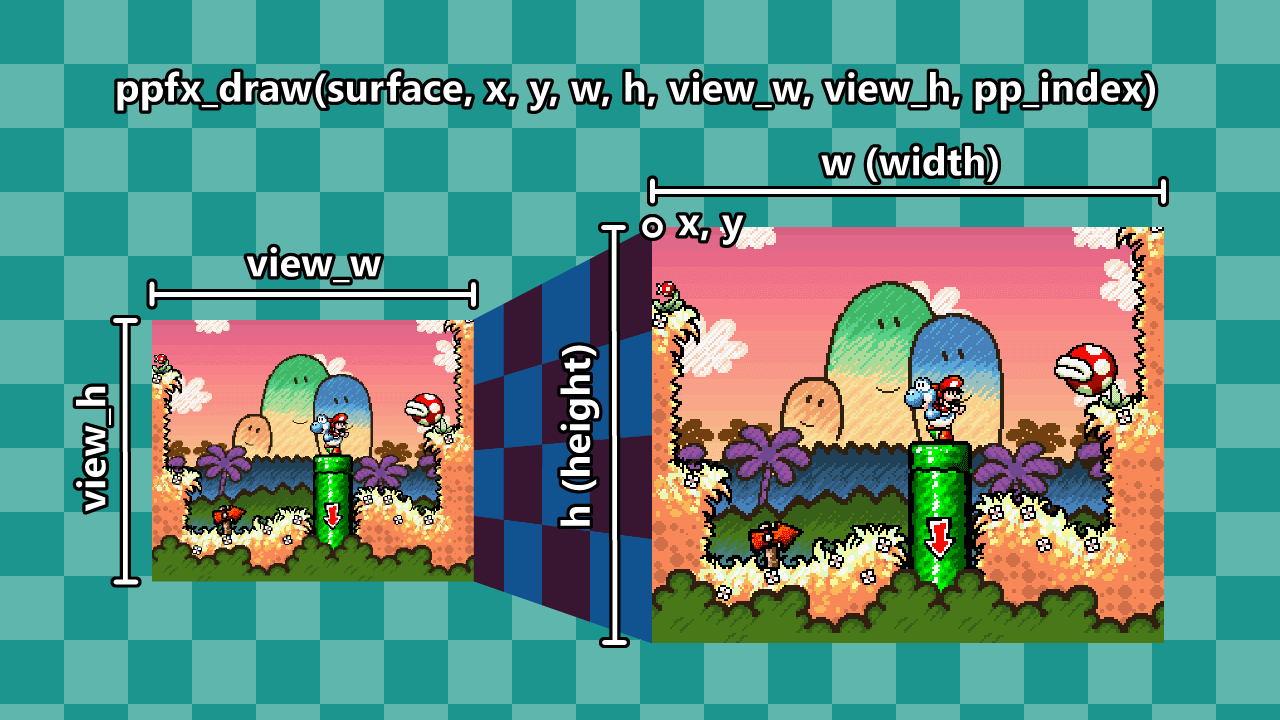 ppfx_draw(surface, x, y, w, h, view_w, view_h, pp_index)
w (width)
x, y
view_w
h (height)
view_h